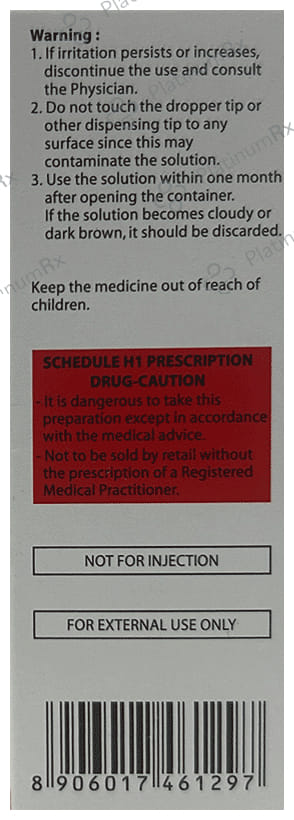 Warning :
1. If irritation persists or increases,
discontinue the use and consult
the Physician.
2. Do not touch the dropper tip or
other dispensing tip to any
surface since this may
contaminate the solution.
3. Use the solution within one month
after opening the container.
If the solution becomes cloudy or
dark brown, it should be discarded.
Keep the medicine out of reach of
children.
SCHEDULE H1 PRESCRIPTION
DRUG-CAUTION
- It is dangerous to take this
preparation except in accordance
with the medical advice.
- Not to be sold by retail without
the prescription of a Registered
Medical Practitioner.
NOT FOR INJECTION
FOR EXTERNAL USE ONLY
8 906017 461297
PlatinumRx